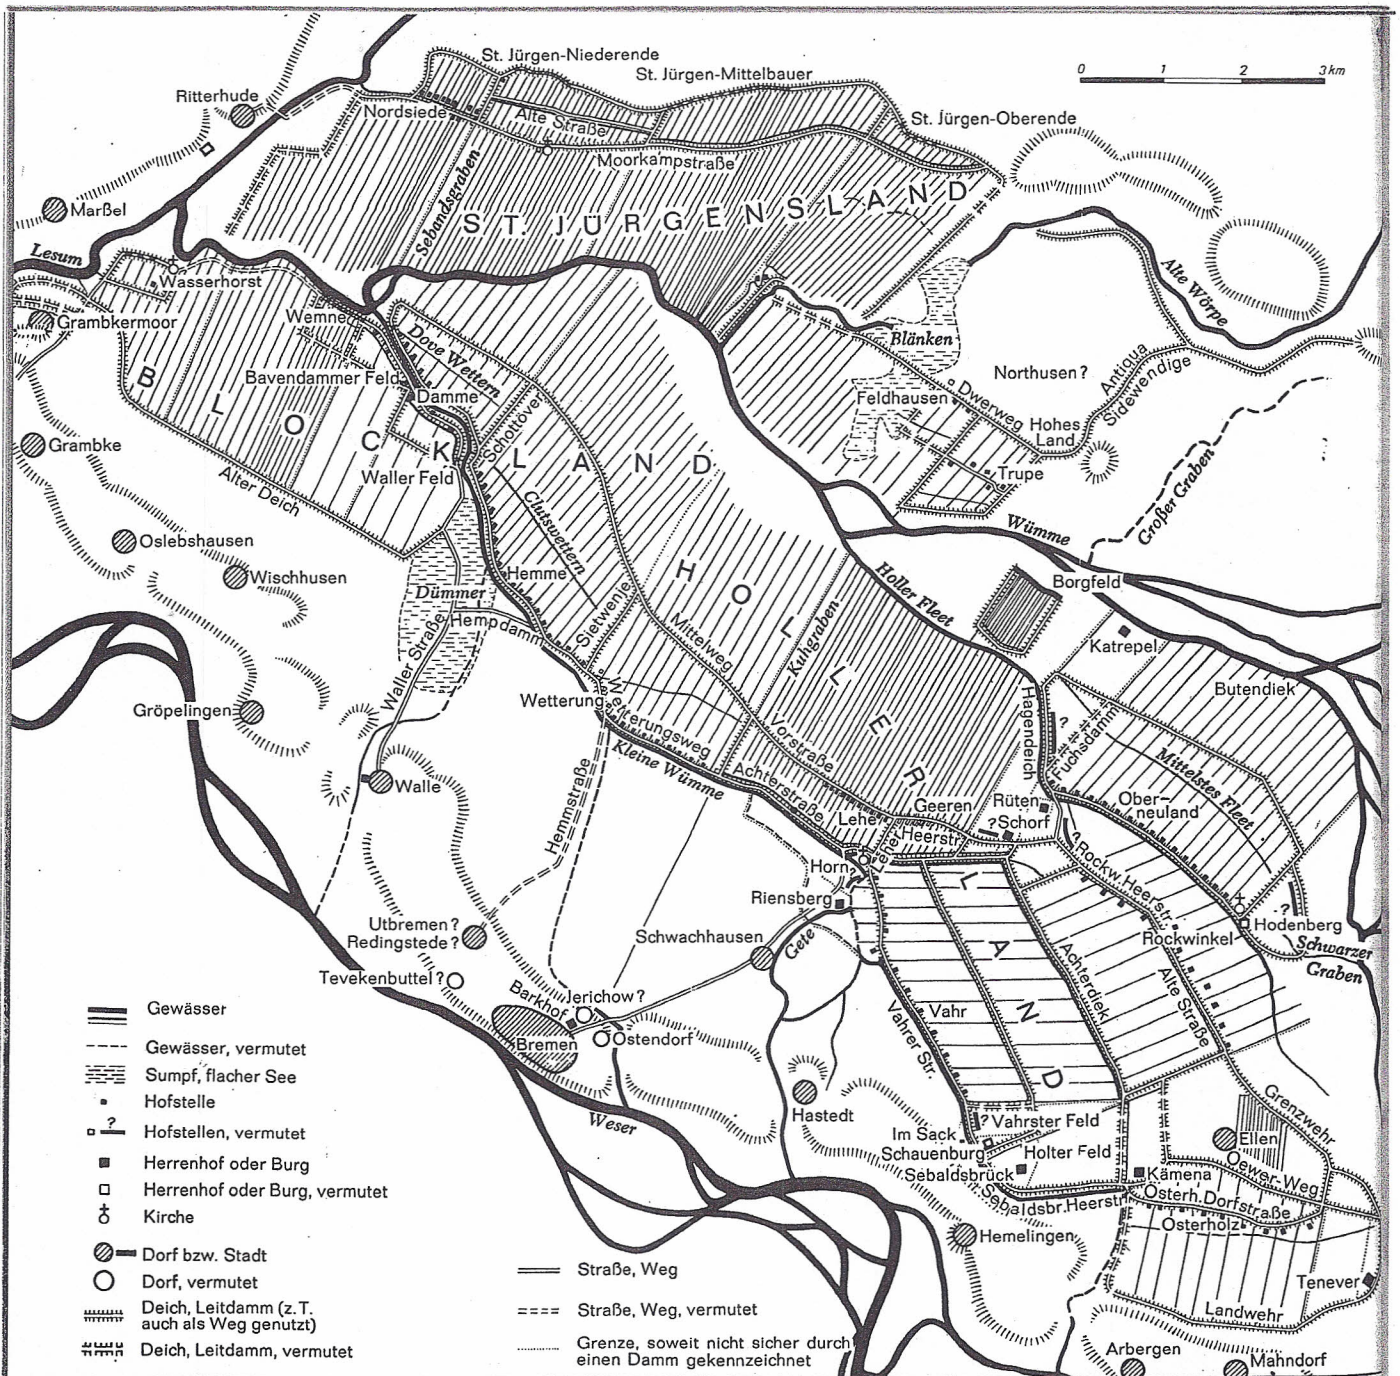 St. Jürgen-Niederende
St. Jürgen-Mittelbauer
0 1 2 3 km
Ritterhude
Nordsiede
Alte Straße
St. Jürgen-Oberende
Moorkampstraße
Marßel
Sebandsgraben
ST. JÜRGENSLAND
Lesum
Wasserhorst
Alte Wörpe
Grambkermoor
Wemne
Dove Wettern
Blänken
BLOCKLAND
Bavendammer Feld
Damme
Northusen?
Antiqua
Sidewendige
Feldhausen
Dwerweg
Hohes
Land
Schottöver
Grambke
Waller Feld
Trupe
Großer Graben
Alter Deich
Clutswettern
Wümme
Oslebshausen
Wischhusen
Hemme
Holler Fleet
Borgfeld
HOLLERLAND
Dümmer
Hempdamm
Sietwenje
Mittelweg
Kuhgraben
Katrepel
Waller Straße
Butendiek
Wetterung
Wetterungsweg
Hagendeich
?
Fuchsdamm
Gröpelingen
Vorstraße
Kleine Wümme
Mittelstes Fleet
Walle
Achterstraße
Hemmstraße
Geeren
Rüten
Ober-
neuland
Lehe
Leher Heerstr.
?Schorf
?
Rockw. Heerstr.
Horn
Riensberg
Utbremen?
Redingstede?
Schwachhausen
Gete
Rockwinkel
?
Hodenberg
Schwarzer
Graben
Tevekenbuttel?
Achterdiek
Alte Straße
Barkhof
Jerichow?
Bremen
Ostendorf
Vahr
Vahrer Str.
Weser
Hastedt
?Vahrster Feld
Grenzwehr
Im Sack
Schauenburg
Holter Feld
Ellen
Oewer-Weg
Sebaldsbrück
Kämena
Sebaldsbr. Heerstr.
Österh. Dorfstraße
Osterholz
Hemelingen
Tenever
Landwehr
Arbergen
Mahndorf
Gewässer
Gewässer, vermutet
Sumpf, flacher See
Hofstelle
? Hofstellen, vermutet
Herrenhof oder Burg
Herrenhof oder Burg, vermutet
Kirche
Dorf bzw. Stadt
Dorf, vermutet
Deich, Leitdamm (z.T.
auch als Weg genutzt)
Deich, Leitdamm, vermutet
Straße, Weg
Straße, Weg, vermutet
Grenze, soweit nicht sicher durch
einen Damm gekennzeichnet